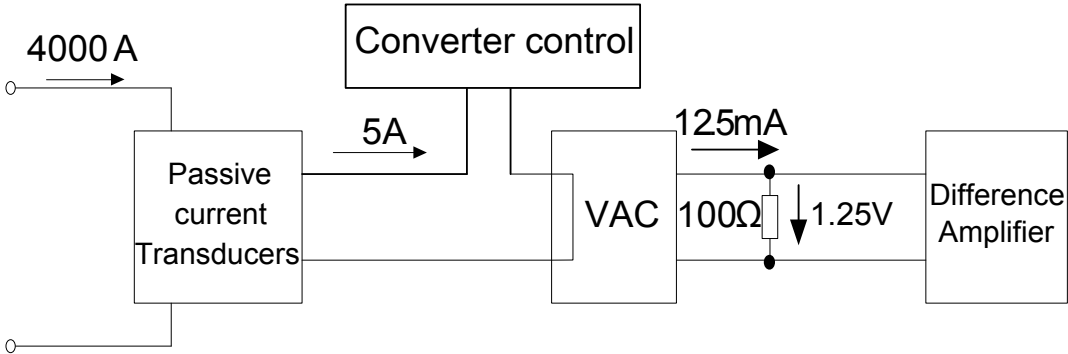 Converter control
4000 A
5A
125mA
Passive
current
Transducers
VAC
100Ω
1.25V
Difference
Amplifier